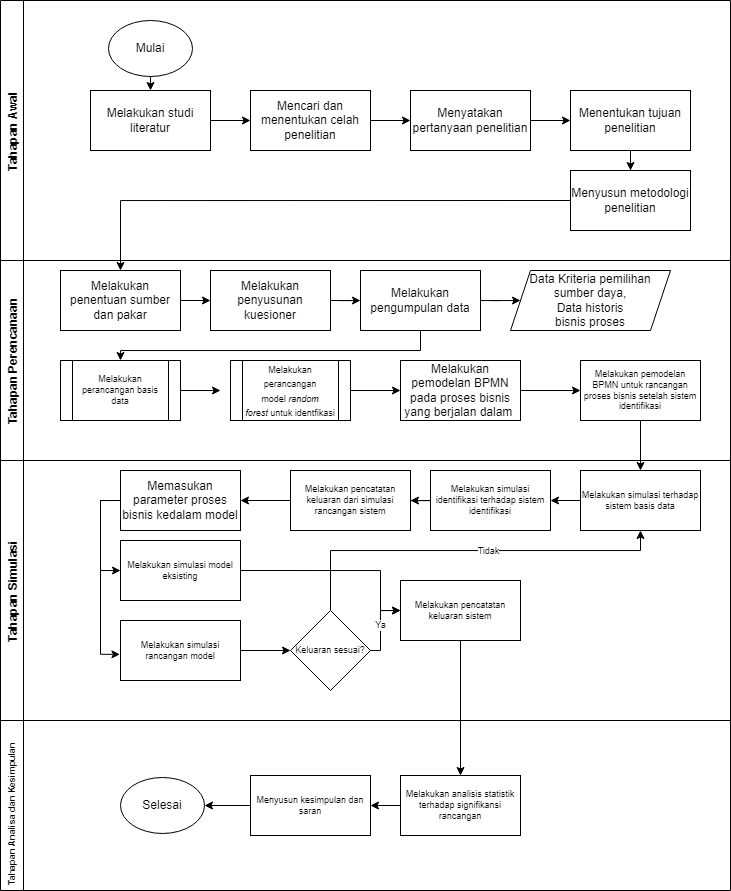 Tahapan Awal
Mulai
Melakukan studi
literatur
Mencari dan
menentukan celah
penelitian
Menyatakan
pertanyaan penelitian
Menentukan tujuan
penelitian
Menyusun metodologi
penelitian
Tahapan Perencanaan
Melakukan
penentuan sumber
dan pakar
Melakukan
penyusunan
kuesioner
Melakukan
pengumpulan data
Data Kriteria pemilihan
sumber daya,
Data historis
bisnis proses
Melakukan
perancangan basis
data
Melakukan
perancangan
model random
forest untuk identfikasi
Melakukan
pemodelan BPMN
pada proses bisnis
yang berjalan dalam
Melakukan pemodelan
BPMN untuk rancangan
proses bisnis setelah sistem
identifikasi
Tahapan Simulasi
Melakukan simulasi terhadap
sistem basis data
Melakukan simulasi
identifikasi terhadap sistem
identifikasi
Melakukan pencatatan
keluaran dari simulasi
rancangan sistem
Memasukan
parameter proses
bisnis kedalam model
Melakukan simulasi model
eksisting
Melakukan simulasi
rancangan model
Keluaran sesuai?
Tidak
Ya
Melakukan pencatatan
keluaran sistem
Tahapan Analisa dan Kesimpulan
Melakukan analisis statistik
terhadap signifikansi
rancangan
Menyusun kesimpulan dan
saran
Selesai